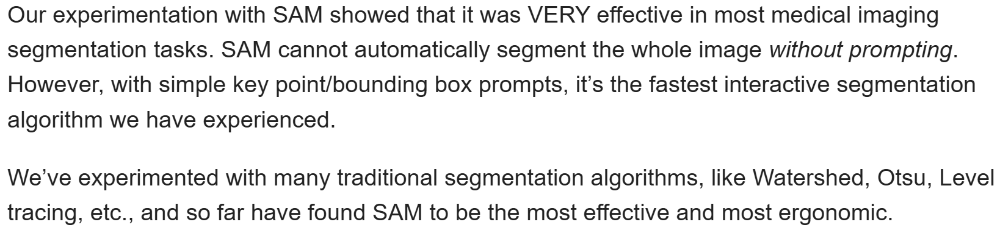 Our experimentation with SAM showed that it was VERY effective in most medical imaging
segmentation tasks. SAM cannot automatically segment the whole image without prompting.
However, with simple key point/bounding box prompts, it’s the fastest interactive segmentation
algorithm we have experienced.
We’ve experimented with many traditional segmentation algorithms, like Watershed, Otsu, Level
tracing, etc., and so far have found SAM to be the most effective and most ergonomic.